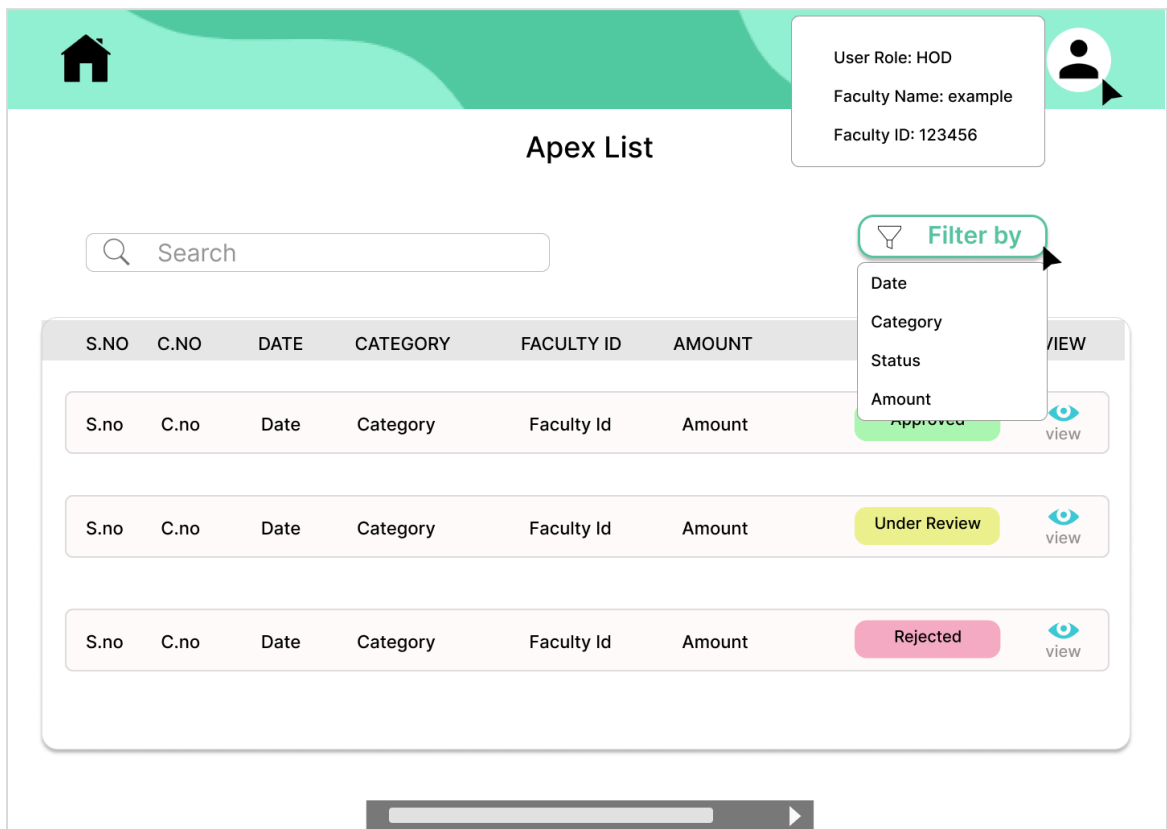 User Role: HOD
Faculty Name: example
Faculty ID: 123456
Apex List
Search
Filter by
Date
Category
Status
Amount
S.NO C.NO DATE CATEGORY FACULTY ID AMOUNT VIEW
S.no C.no Date Category Faculty Id Amount Approved view
S.no C.no Date Category Faculty Id Amount Under Review view
S.no C.no Date Category Faculty Id Amount Rejected view